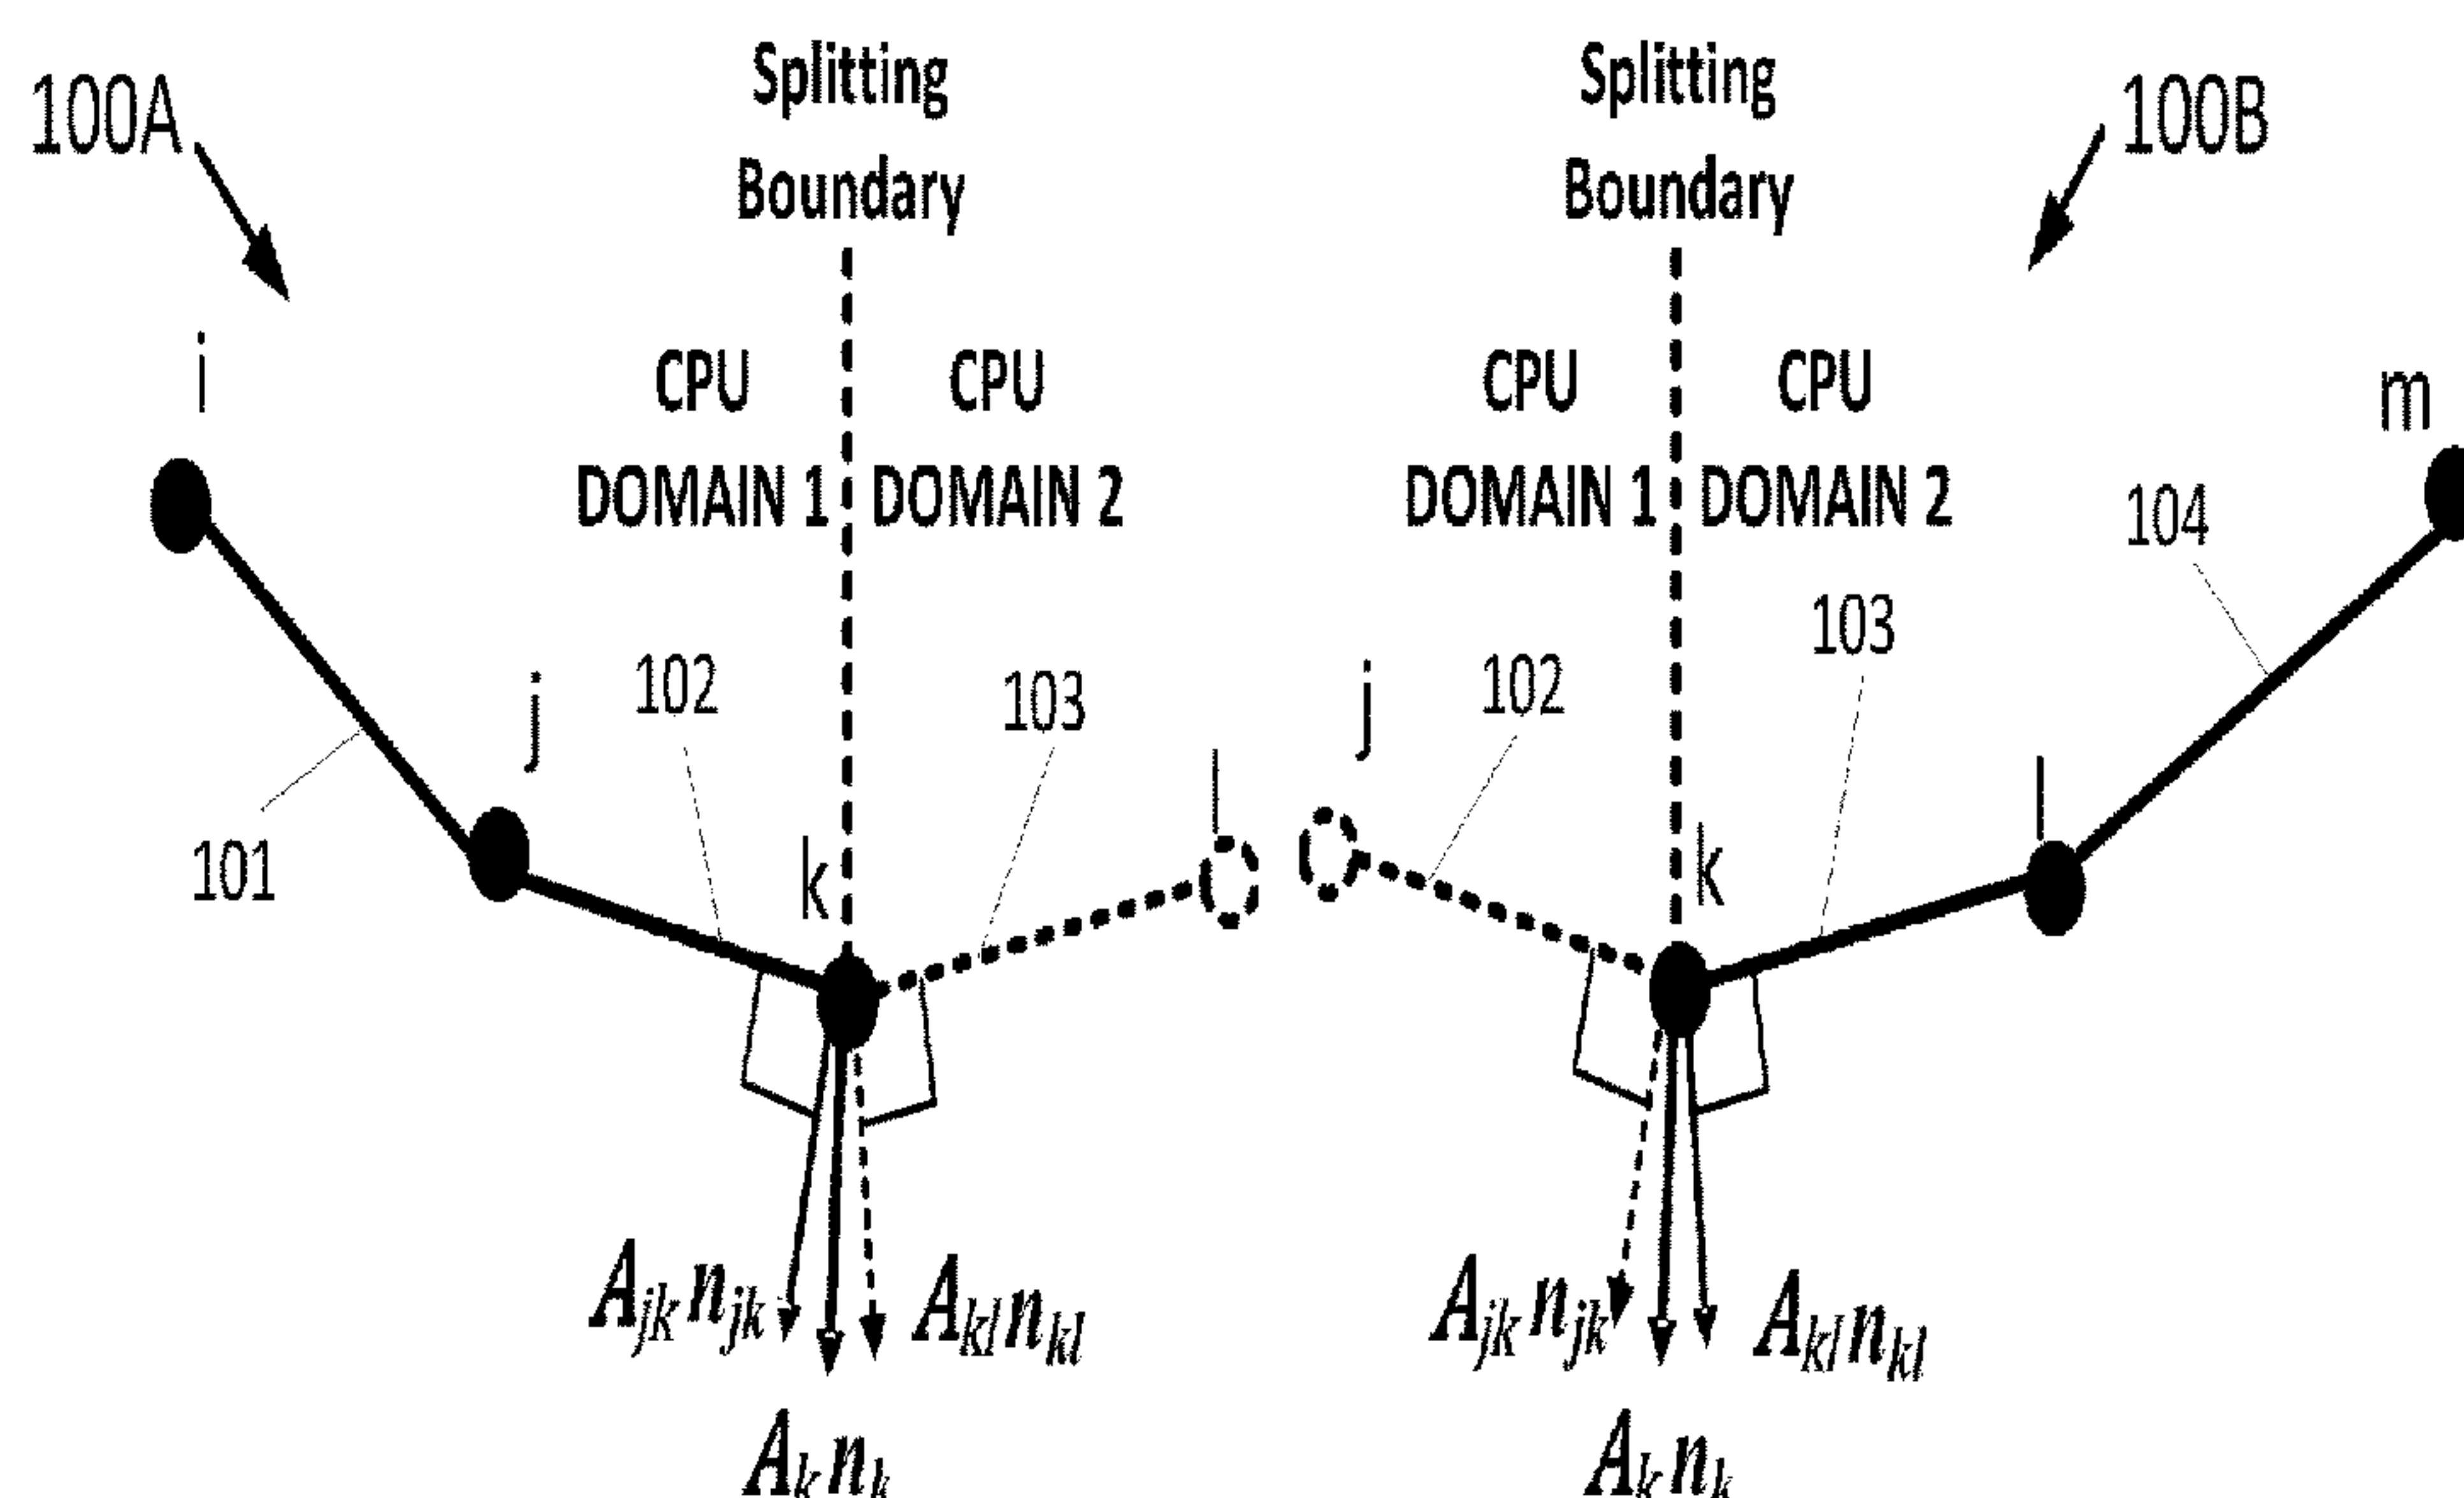 100A
Splitting
Boundary
Splitting
Boundary
100B
i
CPU
DOMAIN 1
CPU
DOMAIN 2
CPU
DOMAIN 1
CPU
DOMAIN 2
m
104
j
102
103
l
j
102
103
l
101
k
k
A_jk n_jk
A_kl n_kl
A_jk n_jk
A_kl n_kl
A_k n_k
A_k n_k